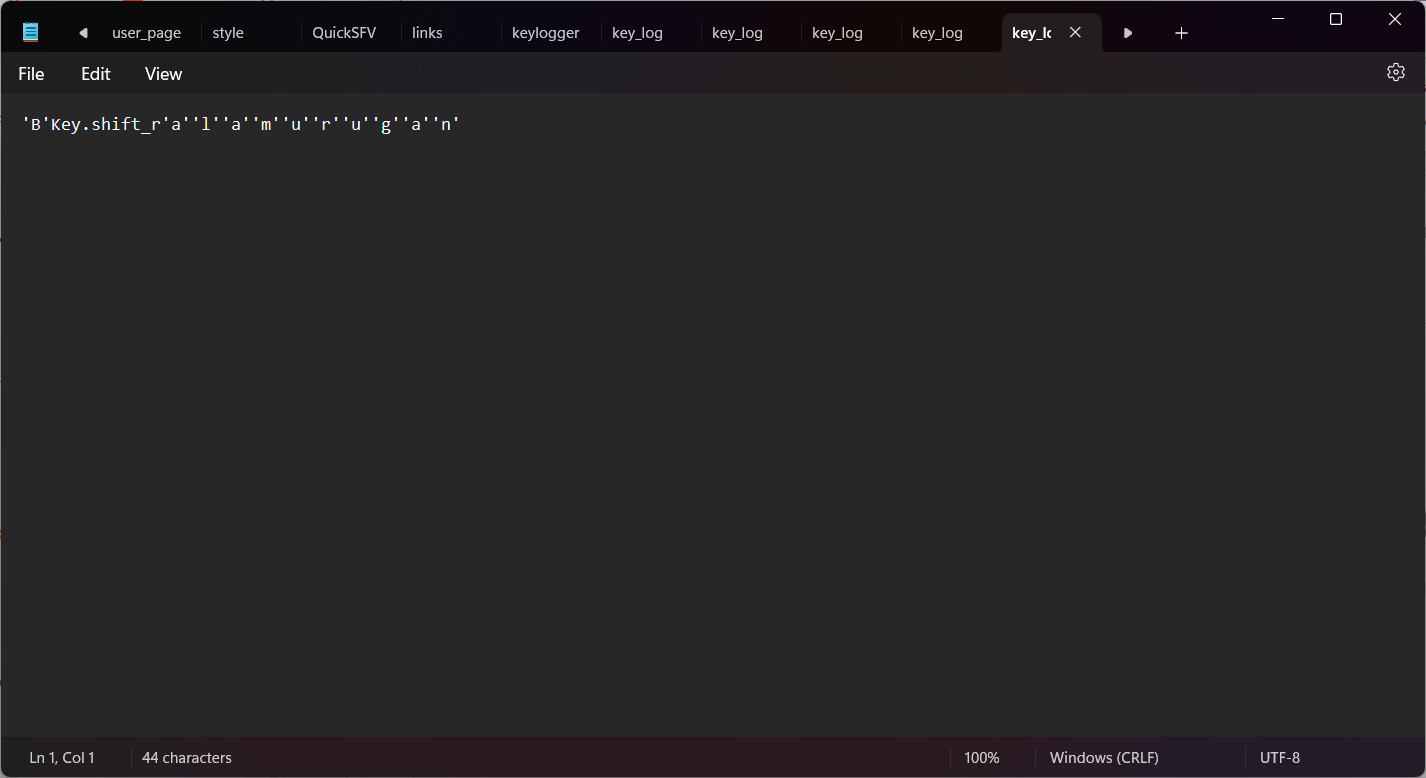 user_page style QuickSFV links keylogger key_log key_log key_log key_log
File Edit View
'B'Key.shift_r'a''l''a''m''u''r''u''g''a''n'
Ln 1, Col 1 44 characters 100% Windows (CRLF) UTF-8